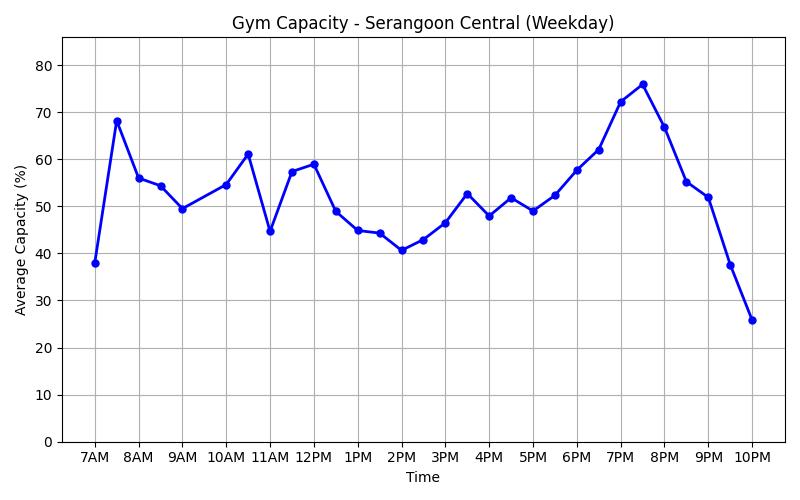 Gym Capacity - Serangoon Central (Weekday)
Average Capacity (%)
80
70
60
50
40
30
20
10
0
7AM 8AM 9AM 10AM 11AM 12PM 1PM 2PM 3PM 4PM 5PM 6PM 7PM 8PM 9PM 10PM
Time